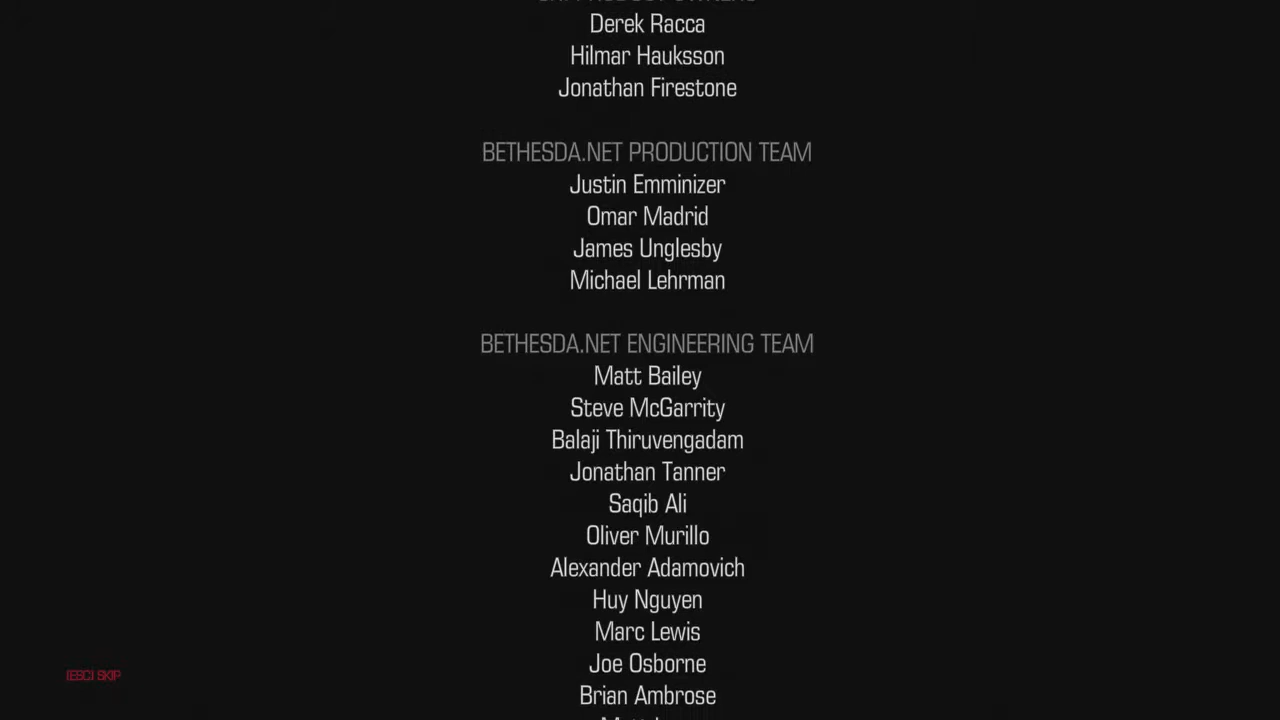 Derek Racca
Hilmar Hauksson
Jonathan Firestone
BETHESDA.NET PRODUCTION TEAM
Justin Emminizer
Omar Madrid
James Unglesby
Michael Lehrman
BETHESDA.NET ENGINEERING TEAM
Matt Bailey
Steve McGarrity
Balaji Thiruvengadam
Jonathan Tanner
Saqib Ali
Oliver Murillo
Alexander Adamovich
Huy Nguyen
Marc Lewis
Joe Osborne
[ESC] SKIP
Brian Ambrose